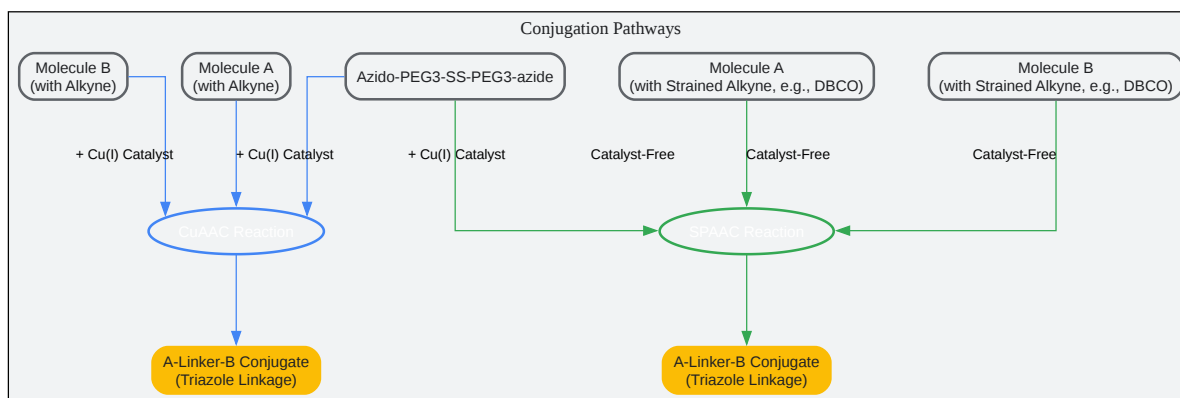 Conjugation Pathways
Molecule B
(with Alkyne)
Molecule A
(with Alkyne)
Azido-PEG3-SS-PEG3-azide
Molecule A
(with Strained Alkyne, e.g., DBCO)
Molecule B
(with Strained Alkyne, e.g., DBCO)
+ Cu(I) Catalyst
+ Cu(I) Catalyst
+ Cu(I) Catalyst
Catalyst-Free
Catalyst-Free
Catalyst-Free
CuAAC Reaction
SPAAC Reaction
A-Linker-B Conjugate
(Triazole Linkage)
A-Linker-B Conjugate
(Triazole Linkage)